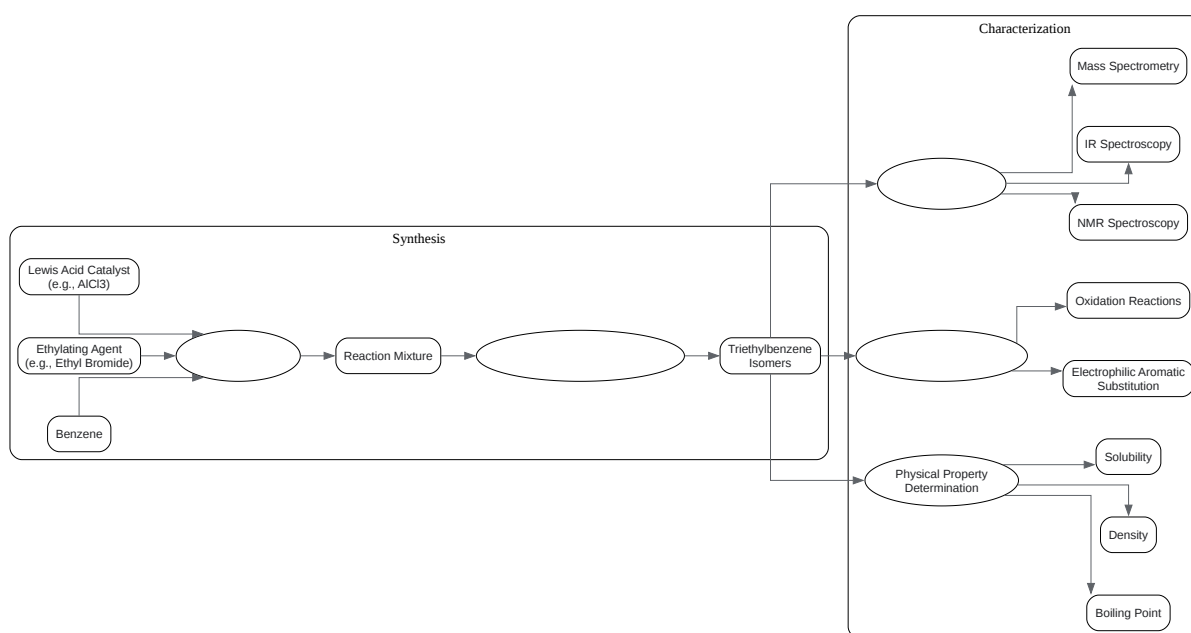 Characterization
Mass Spectrometry
IR Spectroscopy
NMR Spectroscopy
Synthesis
Lewis Acid Catalyst
(e.g., AlCl3)
Ethylating Agent
(e.g., Ethyl Bromide)
Benzene
Reaction Mixture
Triethylbenzene
Isomers
Oxidation Reactions
Electrophilic Aromatic
Substitution
Physical Property
Determination
Solubility
Density
Boiling Point